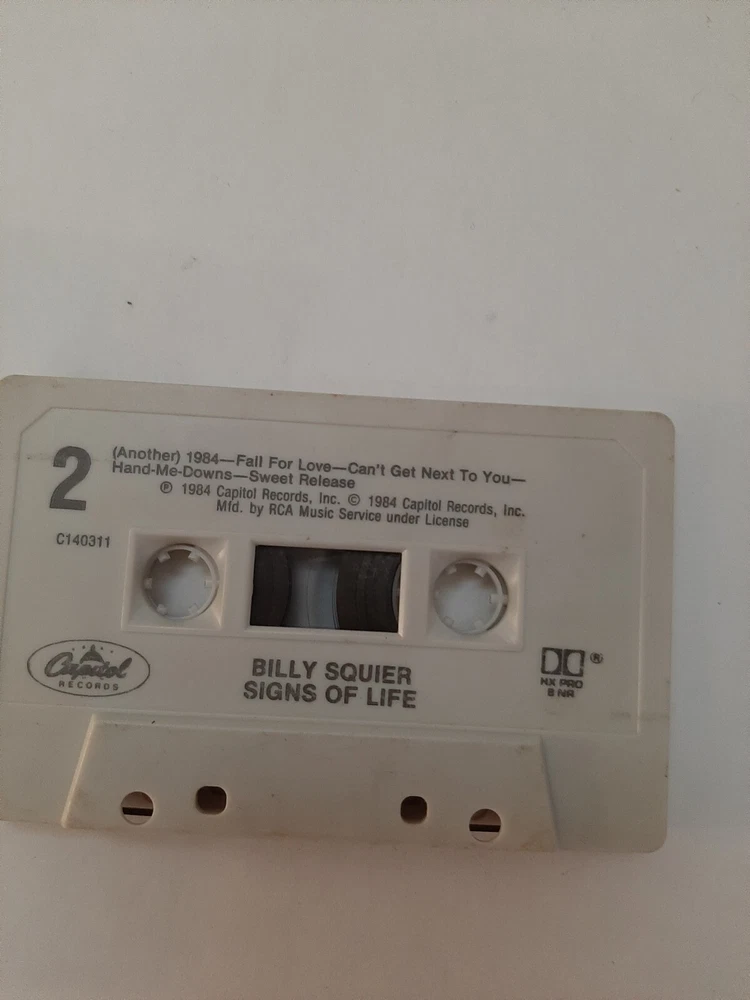 2
(Another) 1984—Fall For Love—Can't Get Next To You—
Hand-Me-Downs—Sweet Release
℗ 1984 Capitol Records, Inc. © 1984 Capitol Records, Inc.
Mfd. by RCA Music Service under License
C140311
Capitol
RECORDS
BILLY SQUIER
SIGNS OF LIFE
®
HX PRO
B NR